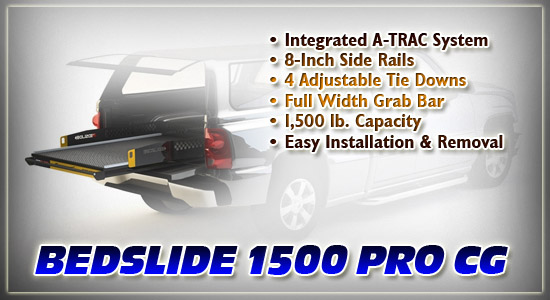 • Integrated A-TRAC System
• 8-Inch Side Rails
• 4 Adjustable Tie Downs
• Full Width Grab Bar
• 1,500 lb. Capacity
• Easy Installation & Removal
BEDSLIDE
BEDSLIDE 1500 PRO CG